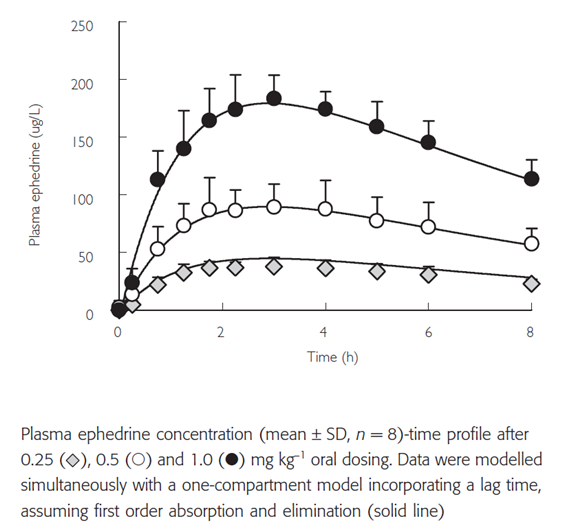 250
200
150
100
50
0
Plasma ephedrine (ug/L)
0 2 4 6 8
Time (h)
Plasma ephedrine concentration (mean ± SD, n = 8)-time profile after
0.25 (◇), 0.5 (○) and 1.0 (●) mg kg⁻¹ oral dosing. Data were modelled
simultaneously with a one-compartment model incorporating a lag time,
assuming first order absorption and elimination (solid line)